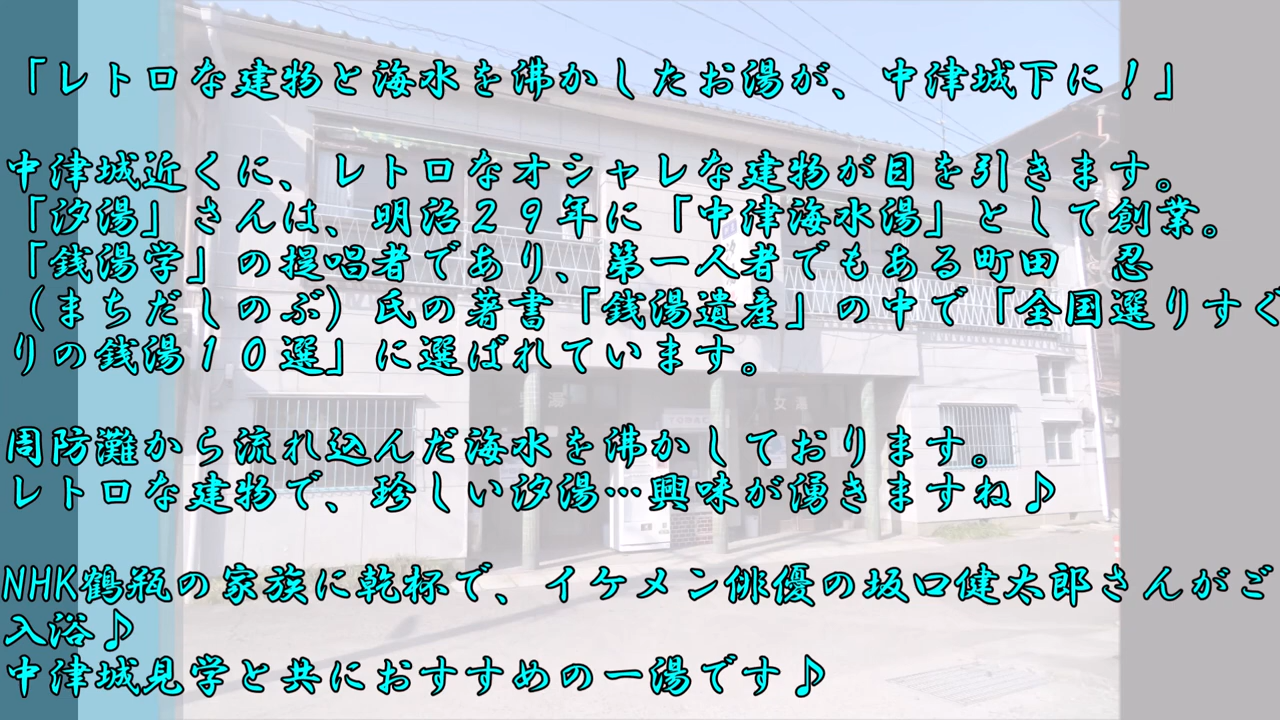 「レトロな建物と海水を沸かしたお湯が、中津城下に！」
中津城近くに、レトロなオシャレな建物が目を引きます。
「汐湯」さんは、明治２９年に「中津海水湯」として創業。
「銭湯学」の提唱者であり、第一人者でもある町田　忍
（まちだしのぶ）氏の著書「銭湯遺産」の中で「全国選りすぐ
りの銭湯１０選」に選ばれています。
周防灘から流れ込んだ海水を沸かしております。
レトロな建物で、珍しい汐湯…興味が湧きますね♪
NHK鶴瓶の家族に乾杯で、イケメン俳優の坂口健太郎さんがご
入浴♪
中津城見学と共におすすめの一湯です♪